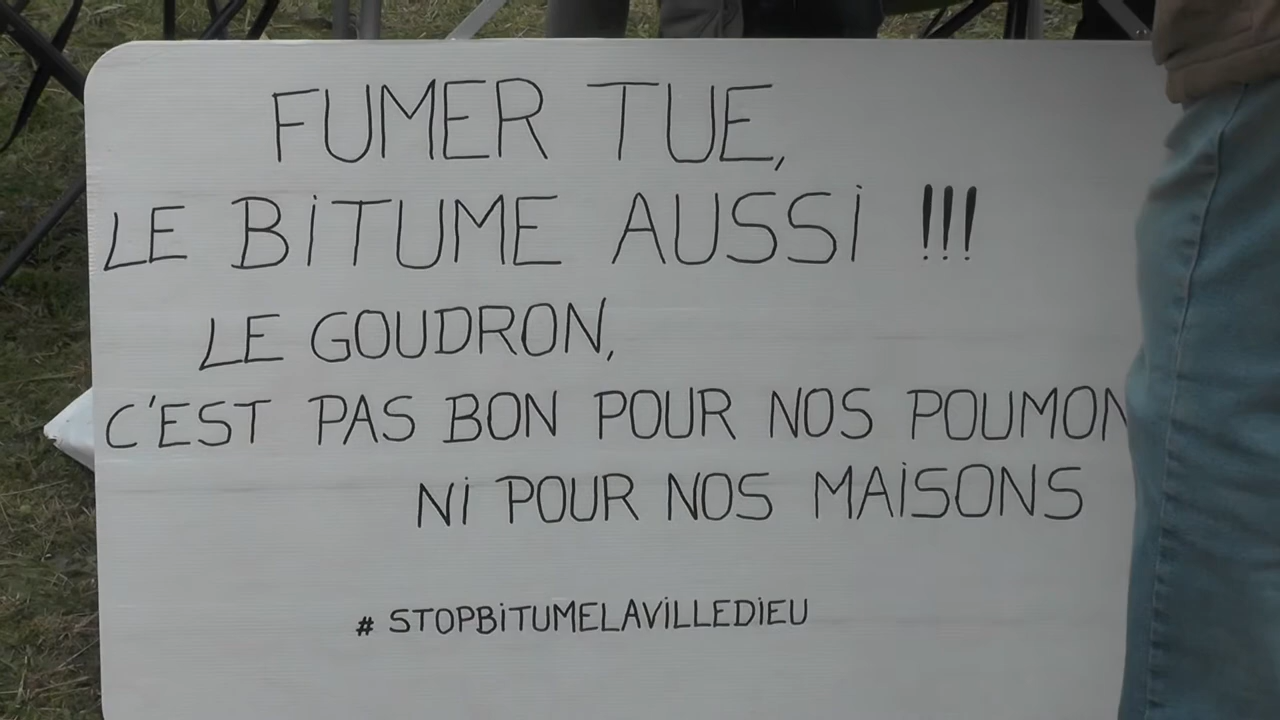 FUMER TUE,
LE BITUME AUSSI !!!
LE GOUDRON,
C'EST PAS BON POUR NOS POUMON
NI POUR NOS MAISONS
# STOPBITUMELAVILLEDIEU